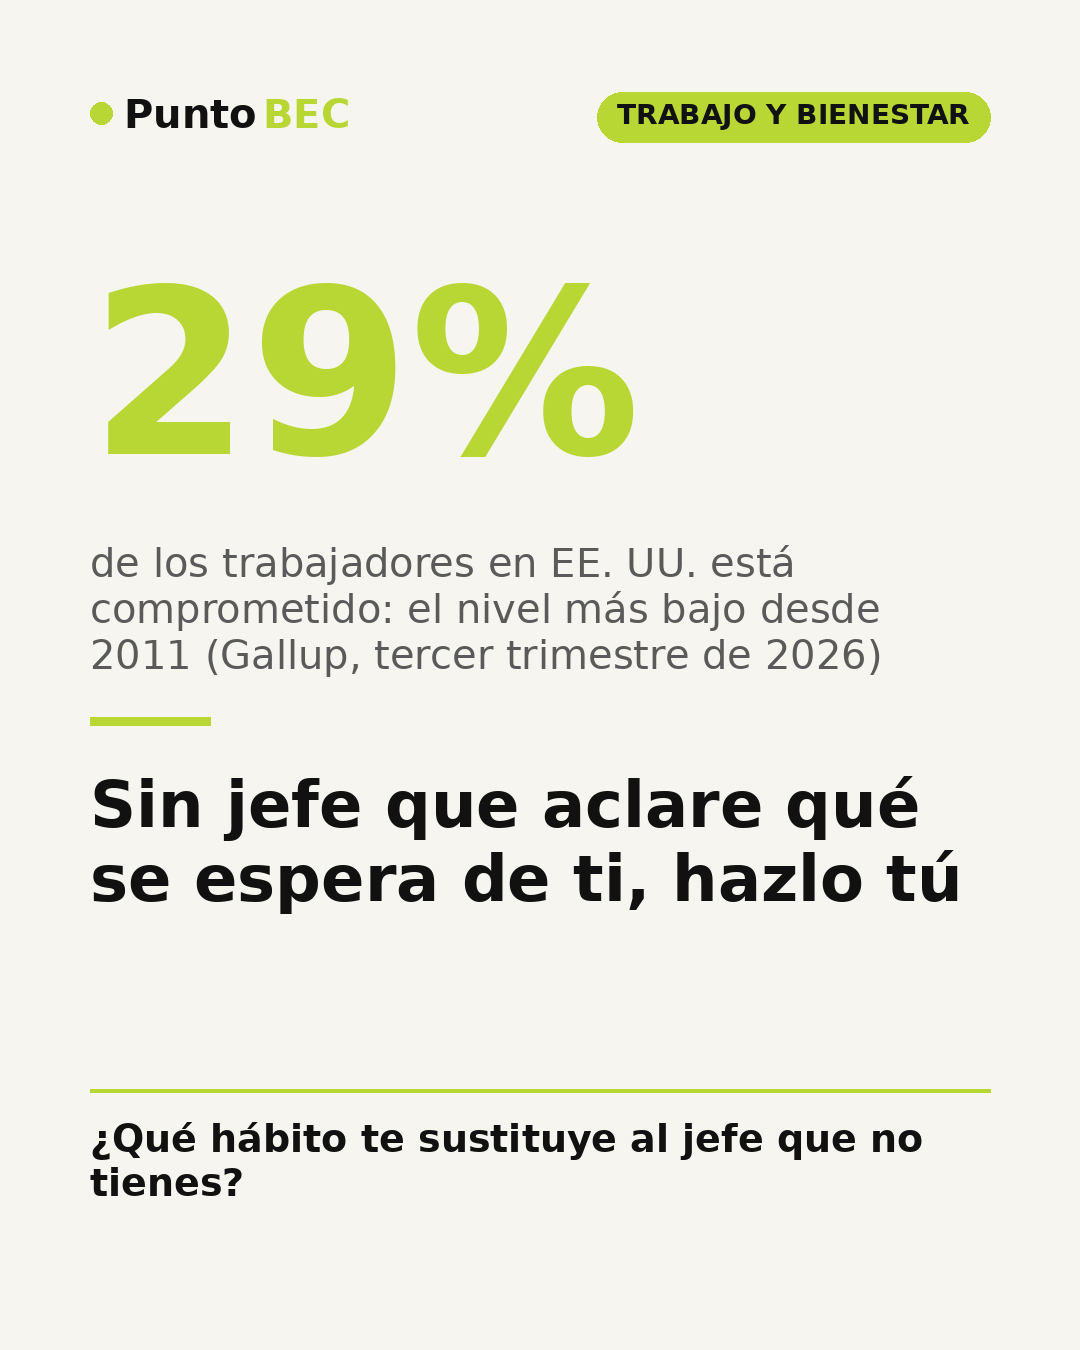 Punto BEC
TRABAJO Y BIENESTAR
29%
de los trabajadores en EE. UU. está
comprometido: el nivel más bajo desde
2011 (Gallup, tercer trimestre de 2026)
Sin jefe que aclare qué
se espera de ti, hazlo tú
¿Qué hábito te sustituye al jefe que no
tienes?